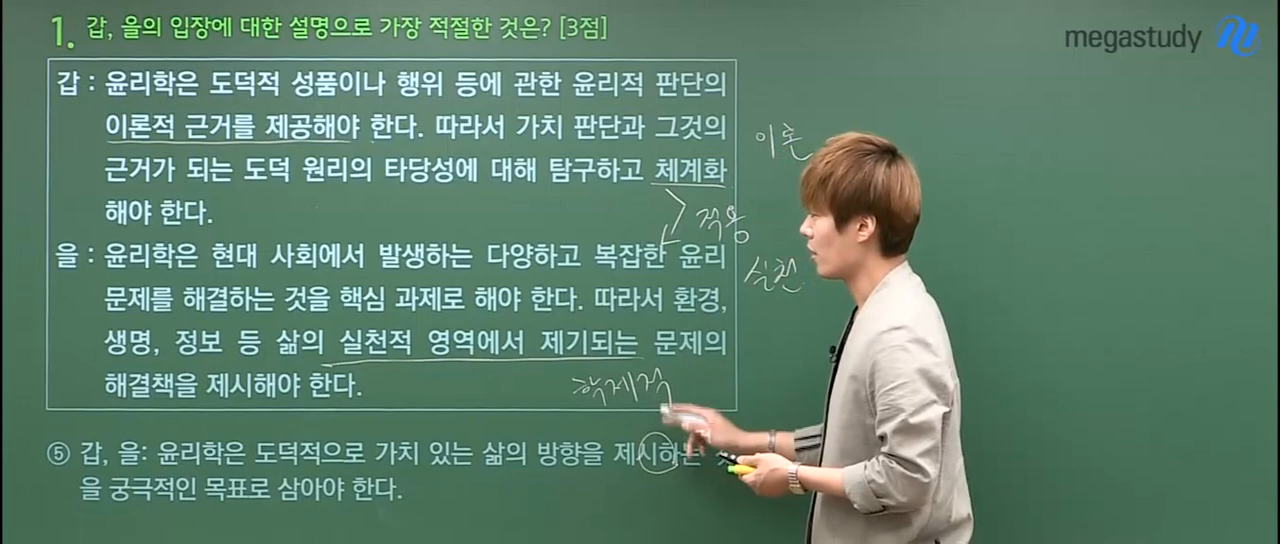 1. 갑, 을의 입장에 대한 설명으로 가장 적절한 것은? [3점]
megastudy
갑 : 윤리학은 도덕적 성품이나 행위 등에 관한 윤리적 판단의
이론적 근거를 제공해야 한다. 따라서 가치 판단과 그것의
근거가 되는 도덕 원리의 타당성에 대해 탐구하고 체계화
해야 한다.
이론
적용
을 : 윤리학은 현대 사회에서 발생하는 다양하고 복잡한 윤리
문제를 해결하는 것을 핵심 과제로 해야 한다. 따라서 환경,
생명, 정보 등 삶의 실천적 영역에서 제기되는 문제의
해결책을 제시해야 한다.
실천
학제적
⑤ 갑, 을: 윤리학은 도덕적으로 가치 있는 삶의 방향을 제시하는
을 궁극적인 목표로 삼아야 한다.